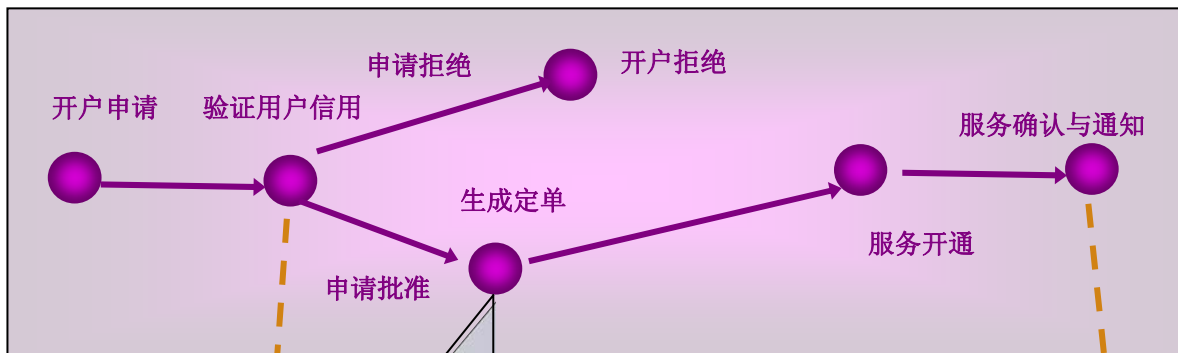 申请拒绝
开户拒绝
开户申请
验证用户信用
服务确认与通知
生成定单
服务开通
申请批准